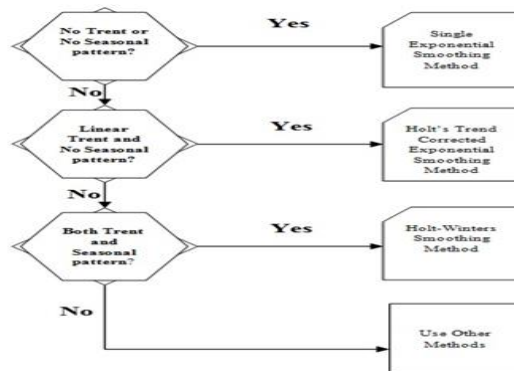 No Trent or
No Seasonal
pattern?
Yes
Single
Exponential
Smoothing
Method
No
Linear
Trent and
No Seasonal
pattern?
Yes
Holt's Trend
Corrected
Exponential
Smoothing
Method
No
Both Trent
and
Seasonal
pattern?
Yes
Holt-Winters
Smoothing
Method
No
Use Other
Methods